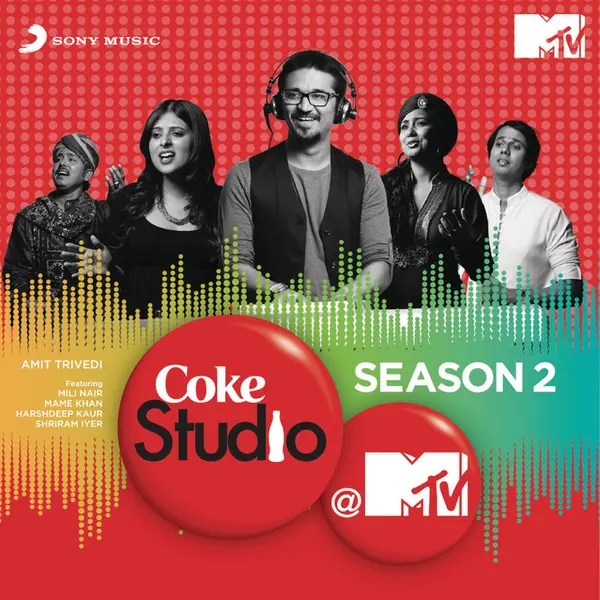 SONY MUSIC
MTV
AMIT TRIVEDI
Featuring
MILI NAIR
MAME KHAN
HARSHDEEP KAUR
SHRIRAM IYER
Coke
Studio
SEASON 2
@ MTV